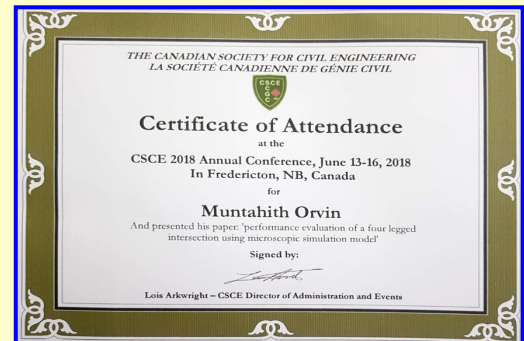 THE CANADIAN SOCIETY FOR CIVIL ENGINEERING
LA SOCIÉTÉ CANADIENNE DE GÉNIE CIVIL
CSCE
SCGC
Certificate of Attendance
at the
CSCE 2018 Annual Conference, June 13-16, 2018
In Fredericton, NB, Canada
for
Muntahith Orvin
And presented his paper: 'performance evaluation of a four legged
intersection using microscopic simulation model'
Signed by:
Lois Arkwright – CSCE Director of Administration and Events